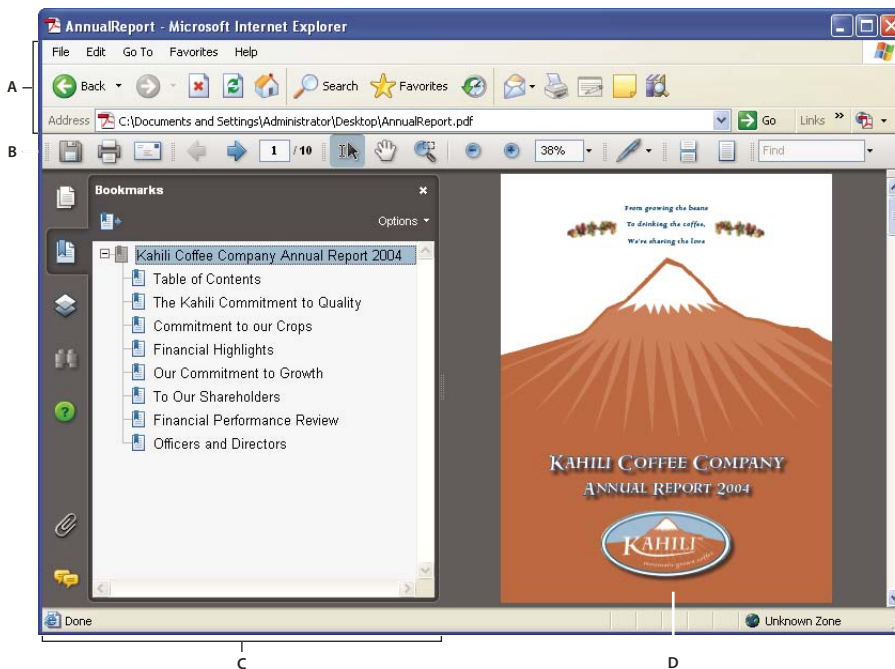 AnnualReport - Microsoft Internet Explorer
File Edit Go To Favorites Help
A
Back Search Favorites
Address C:\Documents and Settings\Administrator\Desktop\AnnualReport.pdf Go Links »
B
1 / 10 38% Find
Bookmarks
Options
Kahili Coffee Company Annual Report 2004
Table of Contents
The Kahili Commitment to Quality
Commitment to our Crops
Financial Highlights
Our Commitment to Growth
To Our Shareholders
Financial Performance Review
Officers and Directors
From growing the beans
To drinking the coffee,
We're sharing the love
KAHILI COFFEE COMPANY
ANNUAL REPORT 2004
KAHILI
mountain grown coffee
Done Unknown Zone
C
D